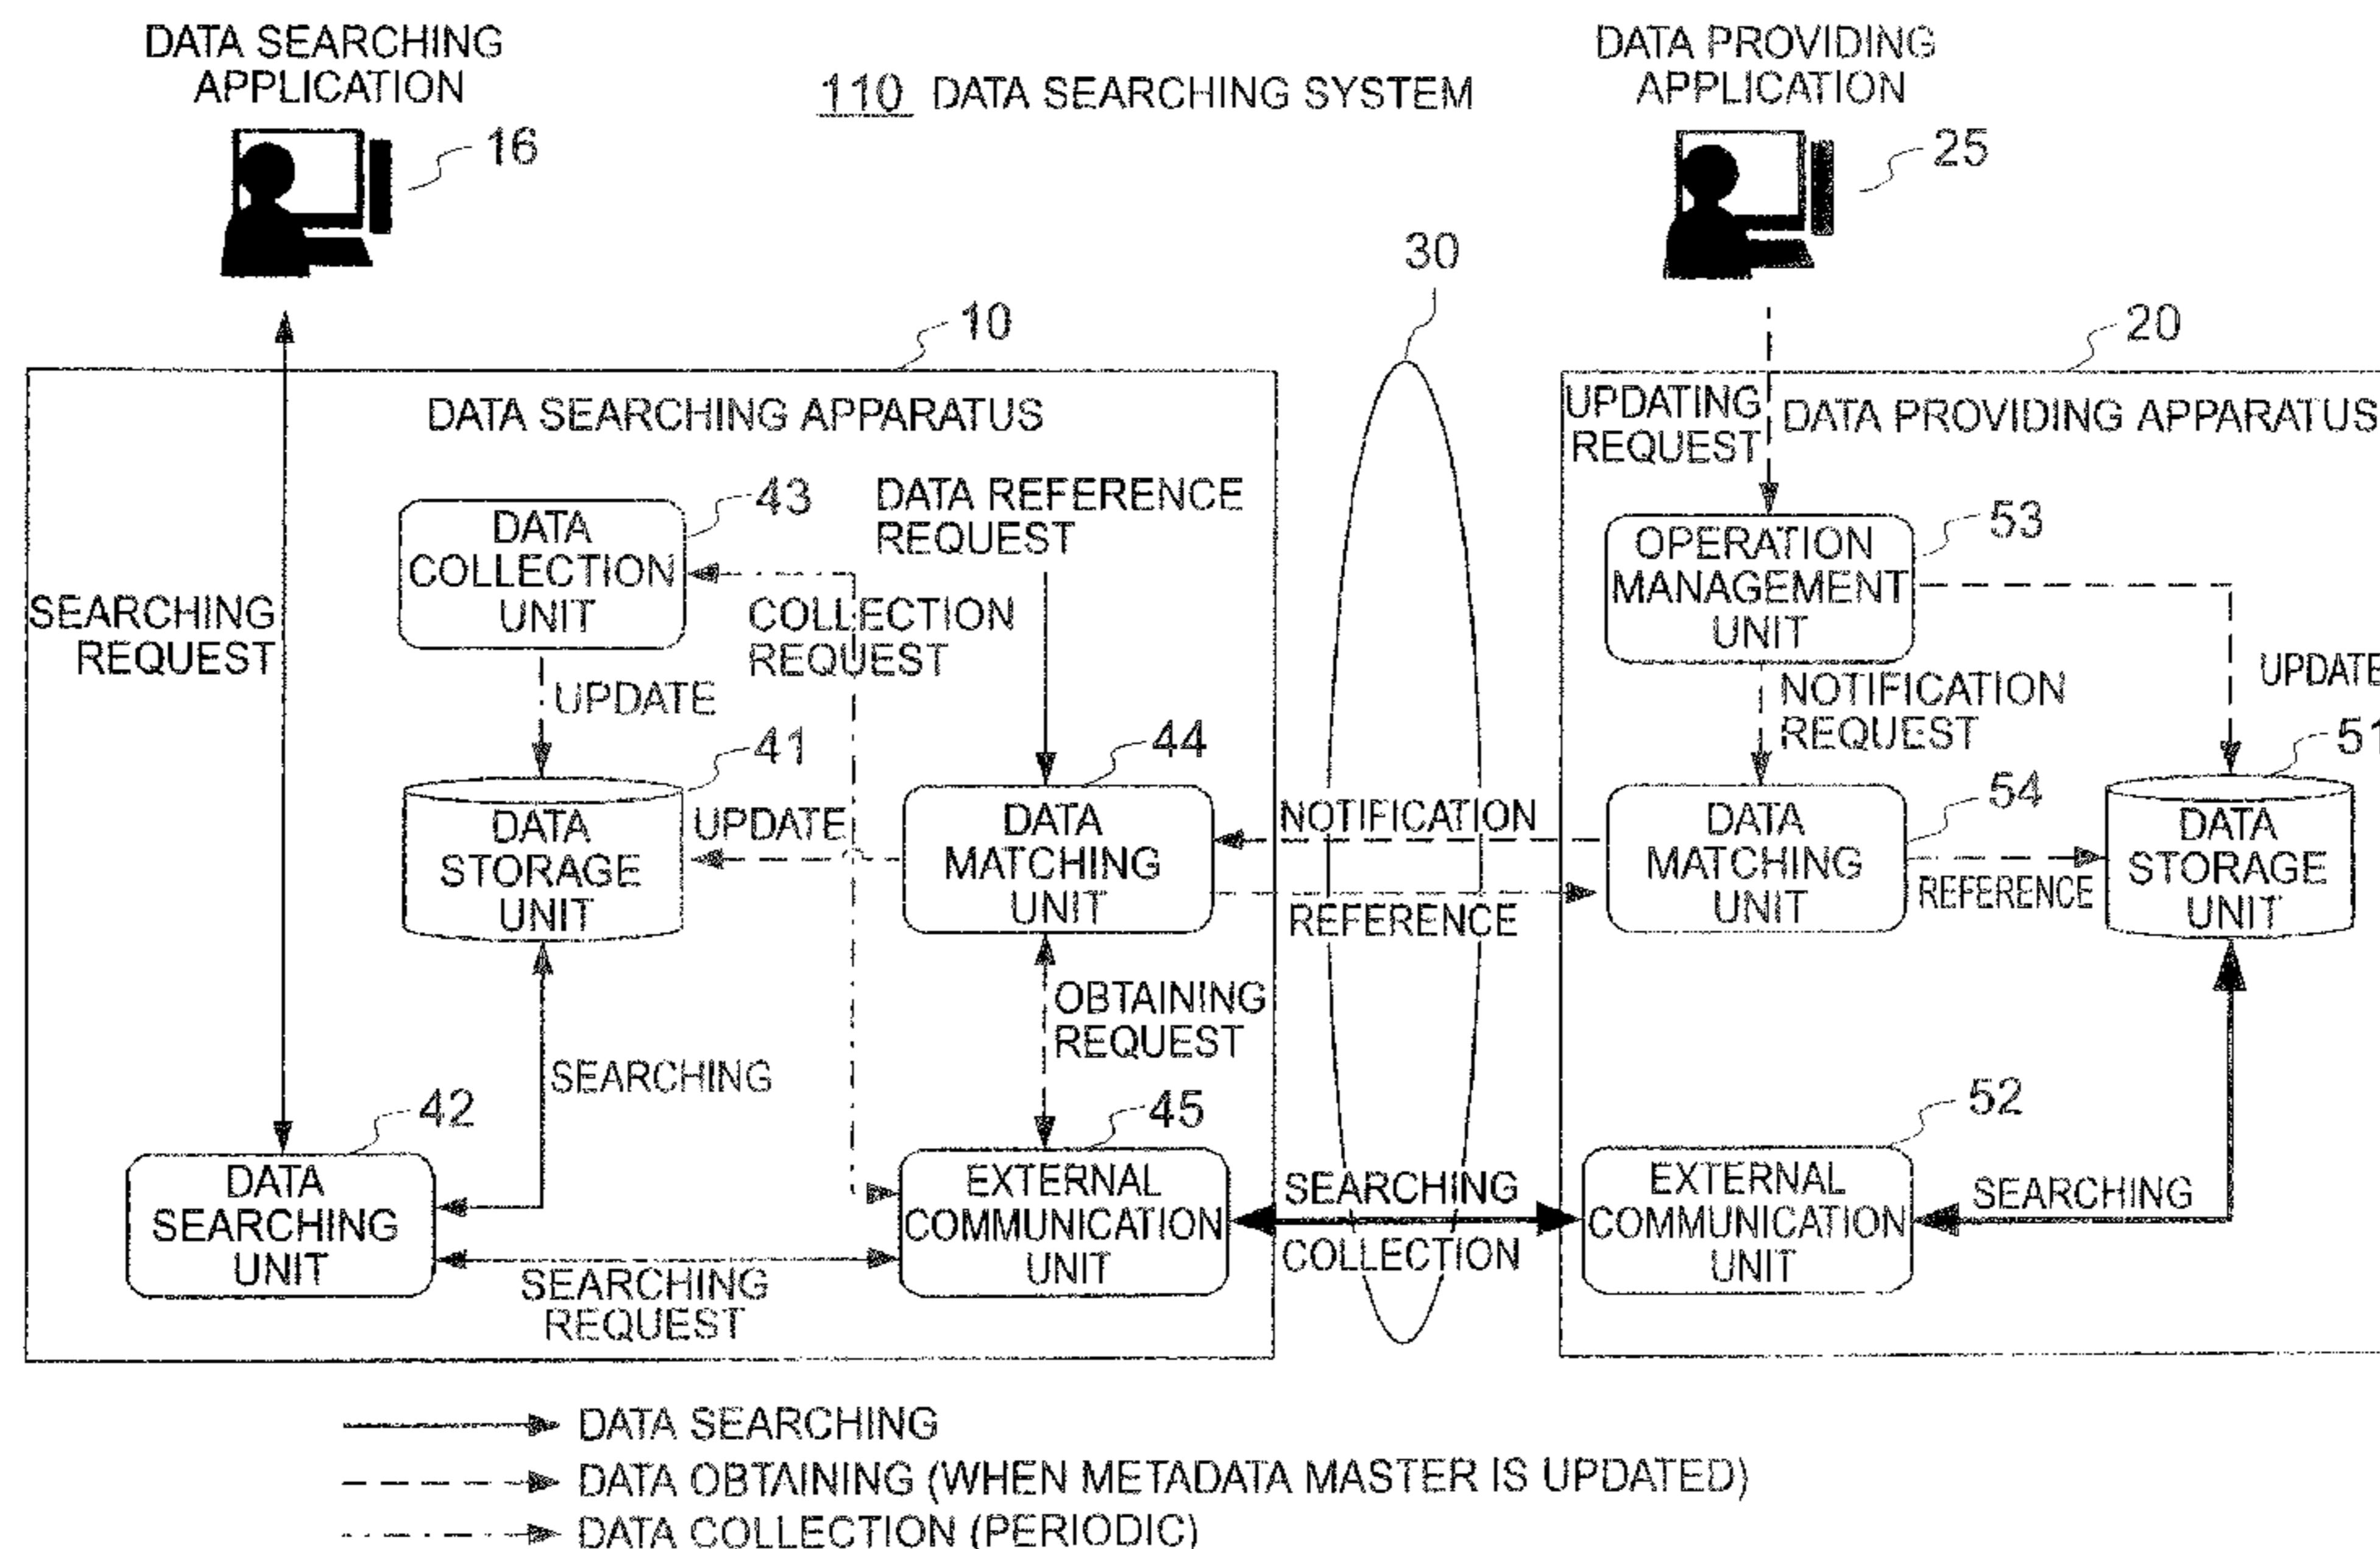 DATA SEARCHING
APPLICATION
110 DATA SEARCHING SYSTEM
DATA PROVIDING
APPLICATION
16
25
30
10
20
DATA SEARCHING APPARATUS
UPDATING
REQUEST
DATA PROVIDING APPARATUS
43
DATA
COLLECTION
UNIT
DATA REFERENCE
REQUEST
53
OPERATION
MANAGEMENT
UNIT
SEARCHING
REQUEST
COLLECTION
REQUEST
UPDATE
NOTIFICATION
REQUEST
UPDATE
41
DATA
STORAGE
UNIT
UPDATE
44
DATA
MATCHING
UNIT
NOTIFICATION
REFERENCE
54
DATA
MATCHING
UNIT
REFERENCE
51
DATA
STORAGE
UNIT
OBTAINING
REQUEST
SEARCHING
42
DATA
SEARCHING
UNIT
SEARCHING
REQUEST
45
EXTERNAL
COMMUNICATION
UNIT
SEARCHING
COLLECTION
52
EXTERNAL
COMMUNICATION
UNIT
SEARCHING
DATA SEARCHING
DATA OBTAINING (WHEN METADATA MASTER IS UPDATED)
DATA COLLECTION (PERIODIC)